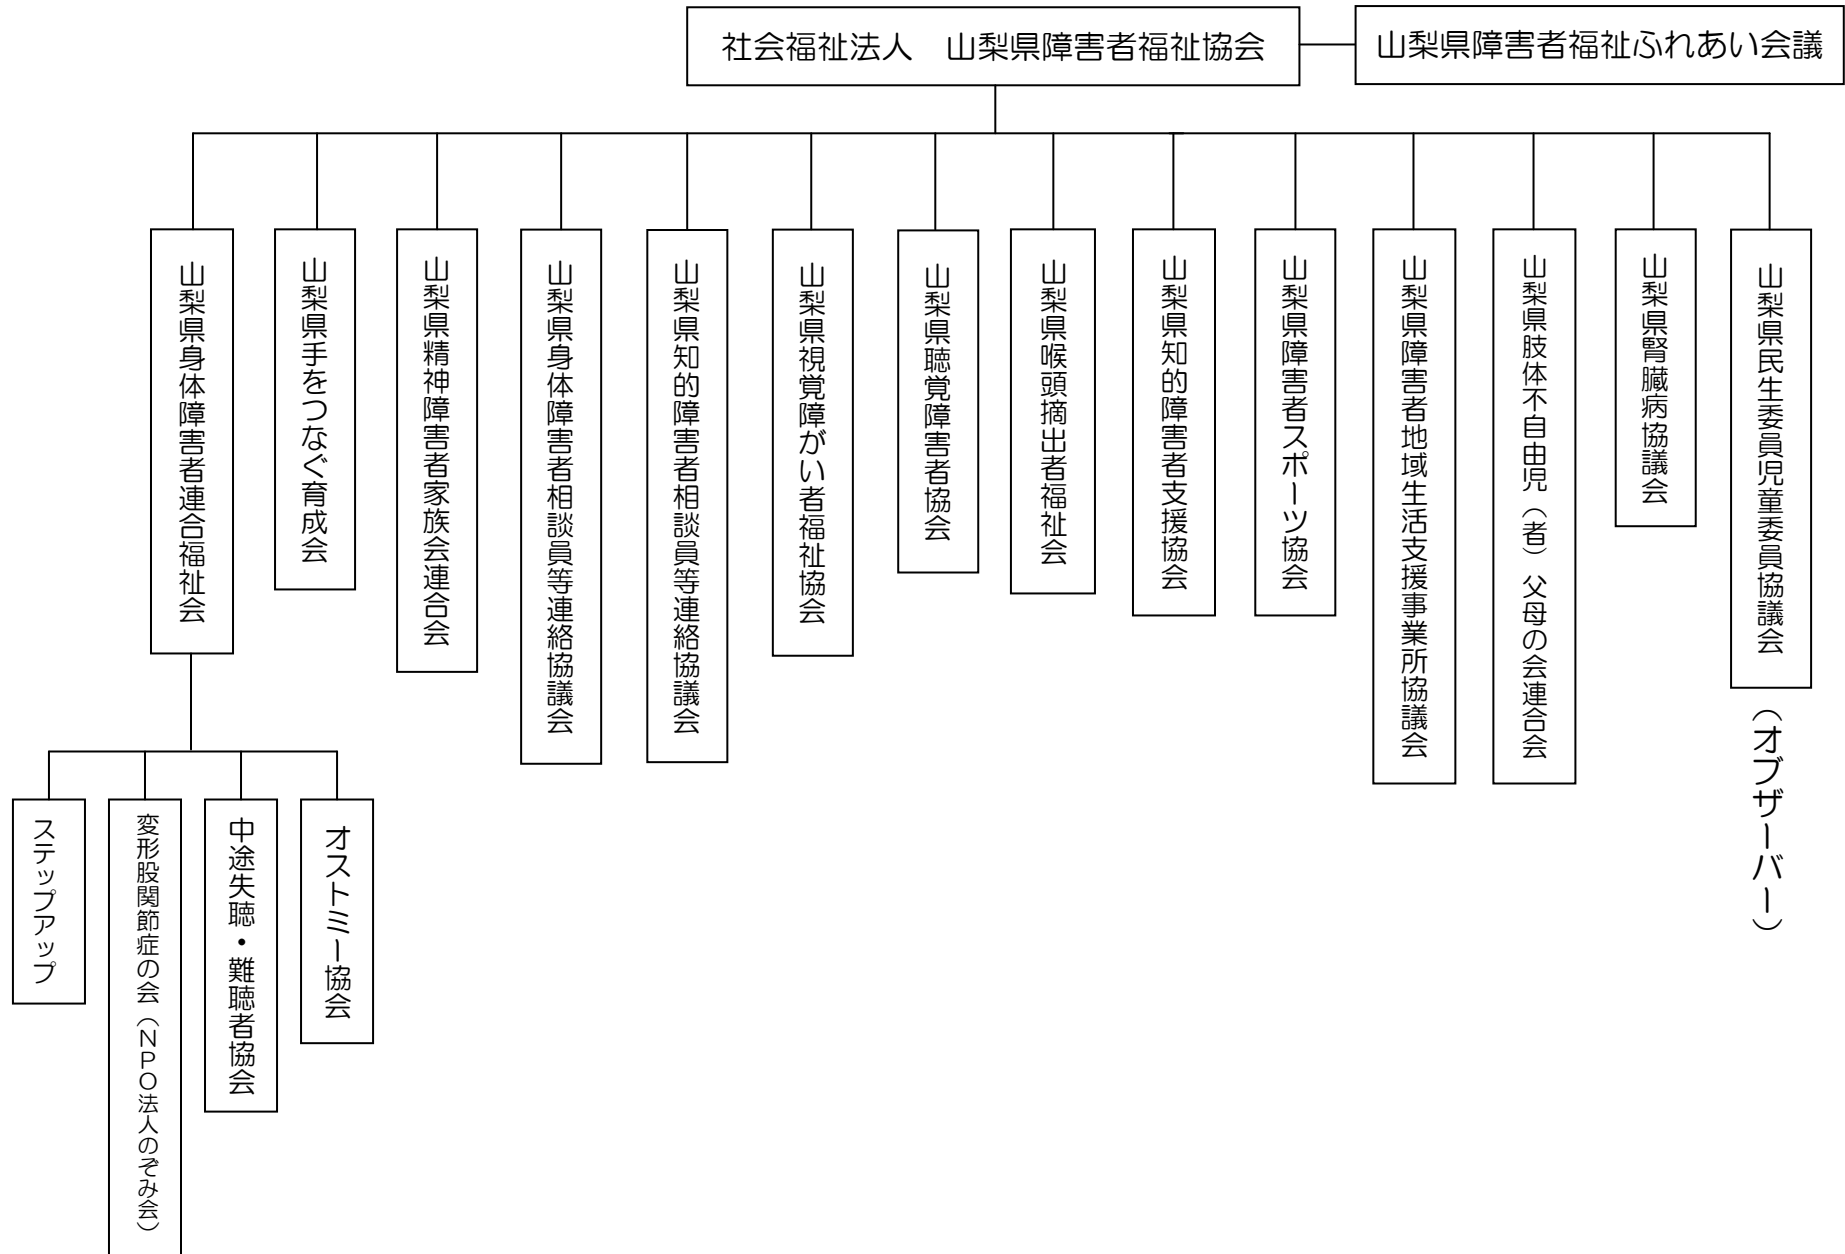 社会福祉法人　山梨県障害者福祉協会
山梨県障害者福祉ふれあい会議
山梨県身体障害者連合福祉会
山梨県手をつなぐ育成会
山梨県精神障害者家族会連合会
山梨県身体障害者相談員等連絡協議会
山梨県知的障害者相談員等連絡協議会
山梨県視覚障がい者福祉協会
山梨県聴覚障害者協会
山梨県喉頭摘出者福祉会
山梨県知的障害者支援協会
山梨県障害者スポーツ協会
山梨県障害者地域生活支援事業所協議会
山梨県肢体不自由児（者）父母の会連合会
山梨県腎臓病協議会
山梨県民生委員児童委員協議会
（オブザーバー）
ステップアップ
変形股関節症の会（ＮＰＯ法人のぞみ会）
中途失聴・難聴者協会
オストミー協会